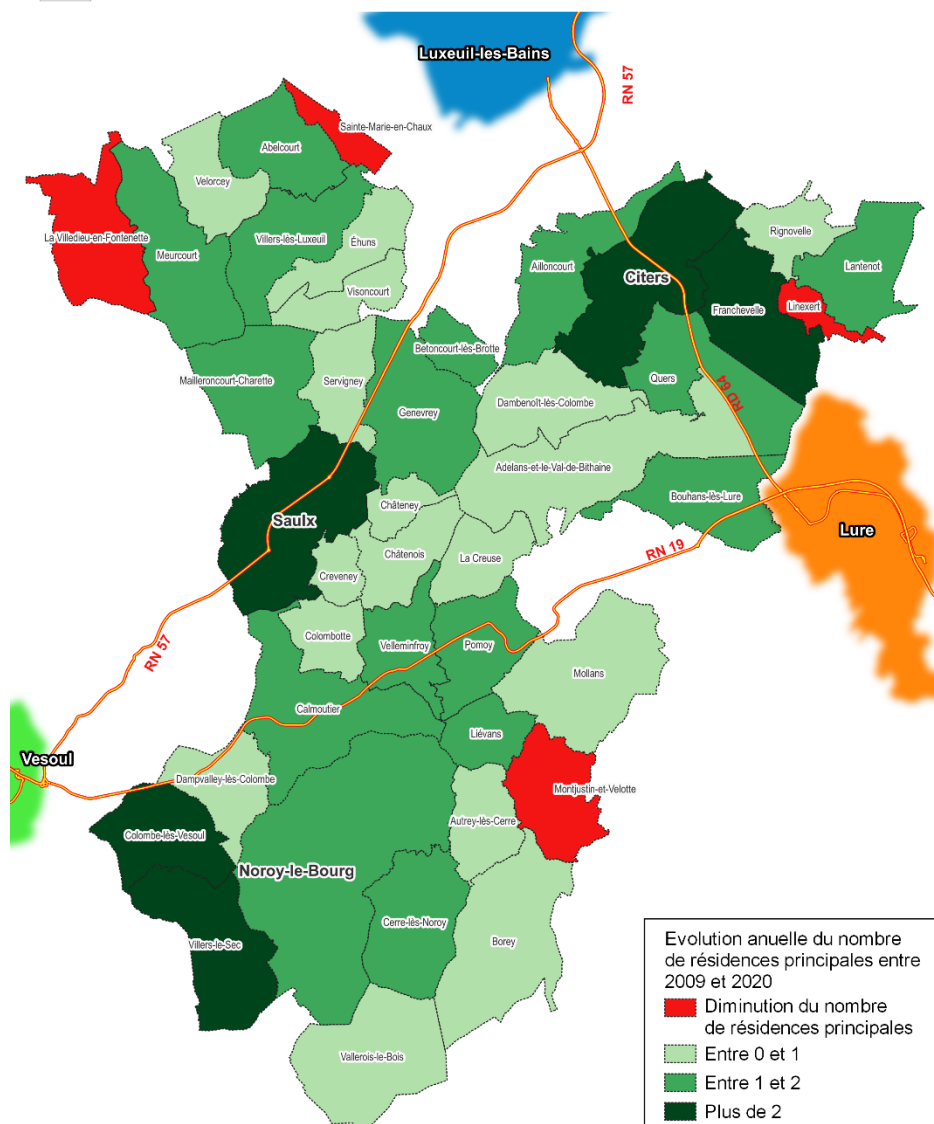 Luxeuil-les-Bains
RN 57
Sainte-Marie-en-Chaux
Abelcourt
Velorcey
La Villedieu-en-Fontenette
Villers-lès-Luxeuil
Éhuns
Meurcourt
Rignovelle
Ailloncourt
Lantenot
Citers
Visoncourt
Franchevelle
Linexert
Betoncourt-lès-Brotte
Mailleroncourt-Charette
Servigney
Quers
Genevrey
Dambenoît-lès-Colombe
RD 64
Adelans-et-le-Val-de-Bithaine
Bouhans-lès-Lure
Châteney
Saulx
Lure
Châtenois
La Creuse
RN 19
Creveney
Colombotte
Velleminfroy
Pomoy
RN 57
Mollans
Calmoutier
Liévans
Vesoul
Dampvalley-lès-Colombe
Montjustin-et-Velotte
Autrey-lès-Cerre
Colombe-lès-Vesoul
Noroy-le-Bourg
Cerre-lès-Noroy
Villers-le-Sec
Borey
Vallerois-le-Bois
Evolution anuelle du nombre
de résidences principales entre
2009 et 2020
Diminution du nombre
de résidences principales
Entre 0 et 1
Entre 1 et 2
Plus de 2